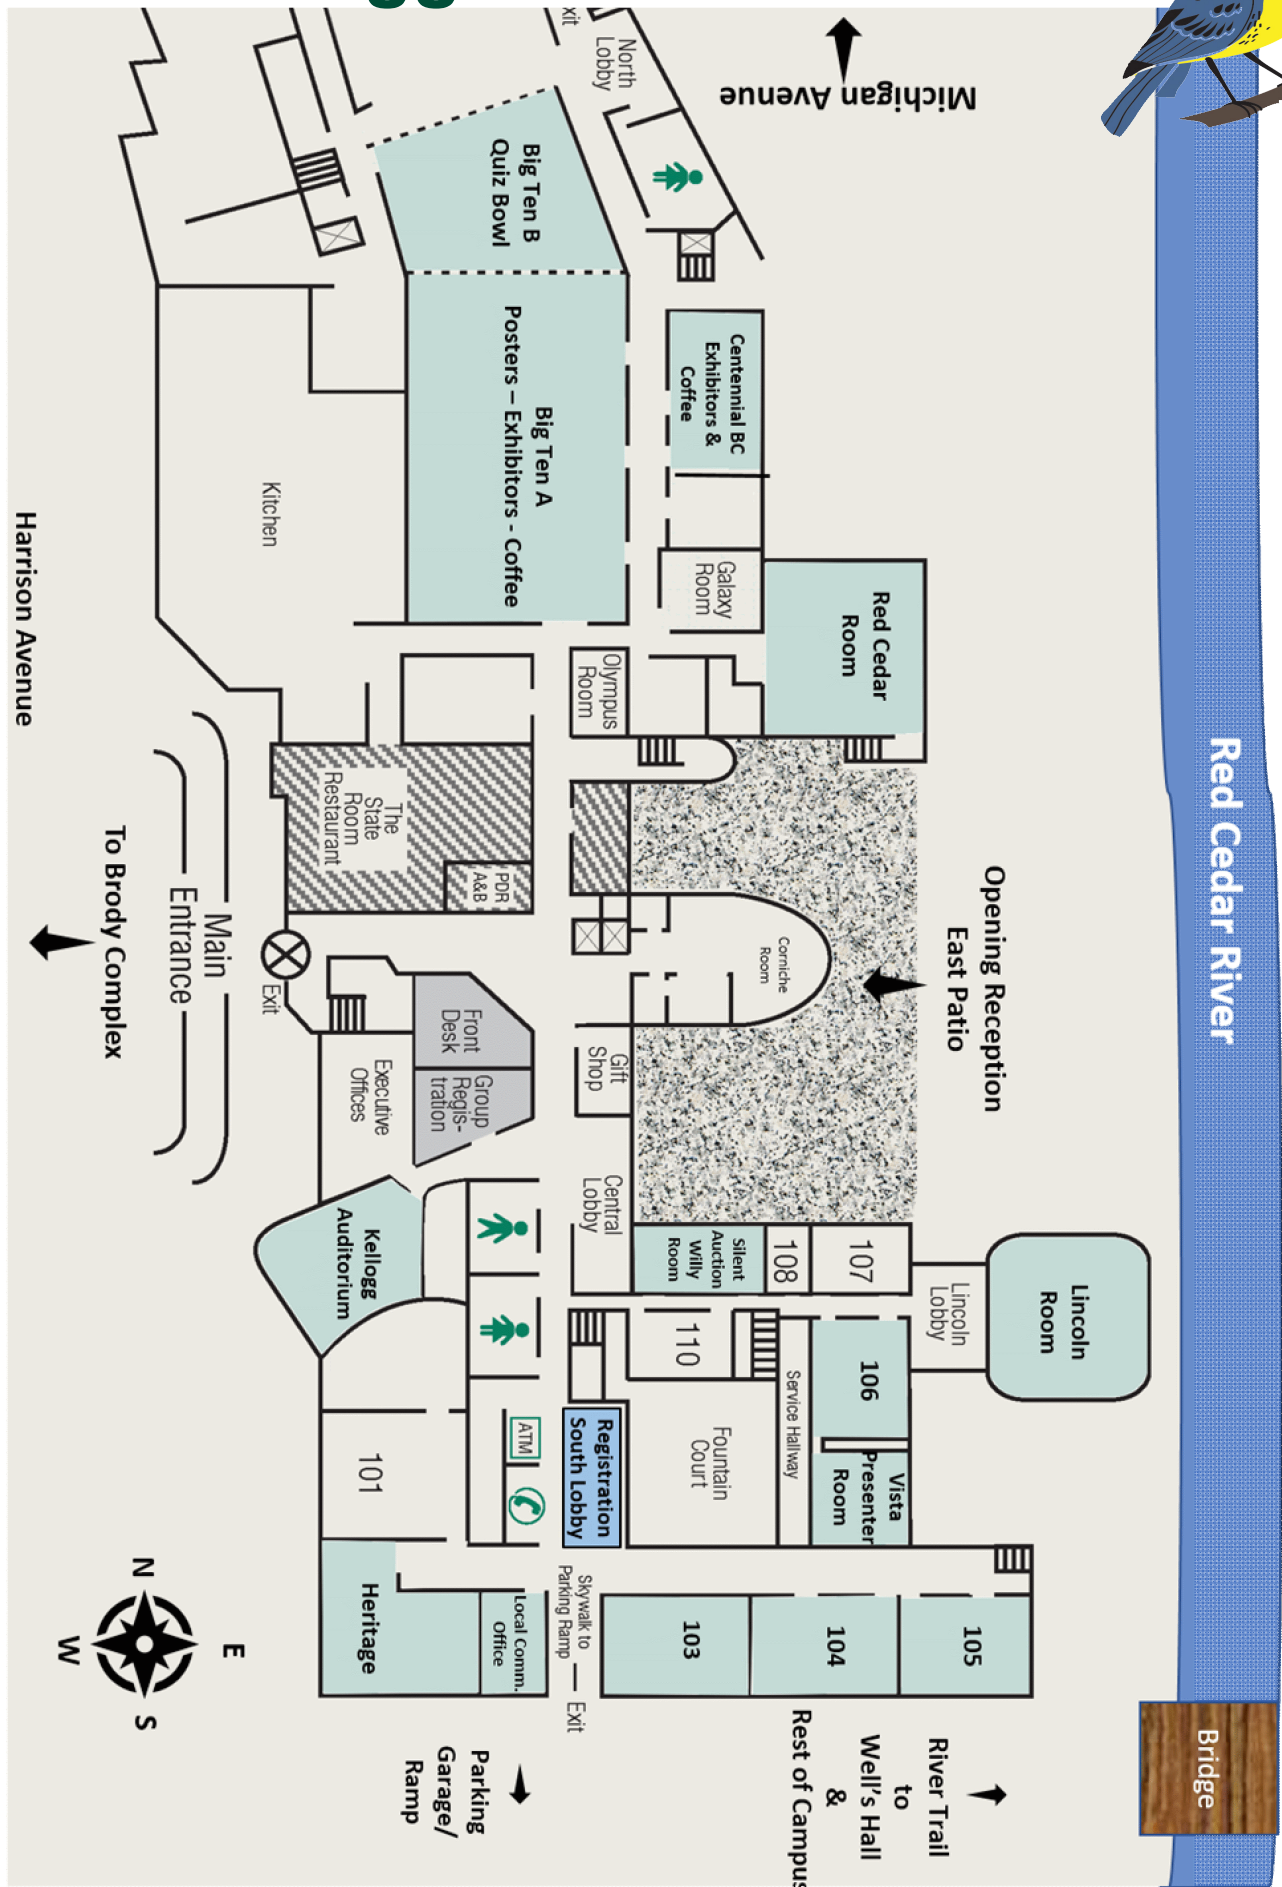 Michigan Avenue
Exit
North
Lobby
Big Ten B
Quiz Bowl
Big Ten A
Posters – Exhibitors - Coffee
Centennial BC
Exhibitors &
Coffee
Galaxy
Room
Red Cedar
Room
Red Cedar River
Kitchen
Harrison Avenue
Olympus
Room
The
State
Room
Restaurant
PDR
A&B
Main
Entrance
To Brody Complex
Exit
Front
Desk
Group
Regis-
tration
Executive
Offices
Corniche
Room
Opening Reception
East Patio
Gift
Shop
Central
Lobby
Silent
Auction
Willy
Room
108
107
Lincoln
Lobby
Lincoln
Room
Kellogg
Auditorium
110
Service Hallway
106
Vista
Presenter
Room
Fountain
Court
Registration
South Lobby
ATM
101
Heritage
Local Comm.
Office
Skywalk to
Parking Ramp
Exit
103
104
105
N
E
W
S
Parking
Garage/
Ramp
River Trail
to
Well's Hall
&
Rest of Campus
Bridge